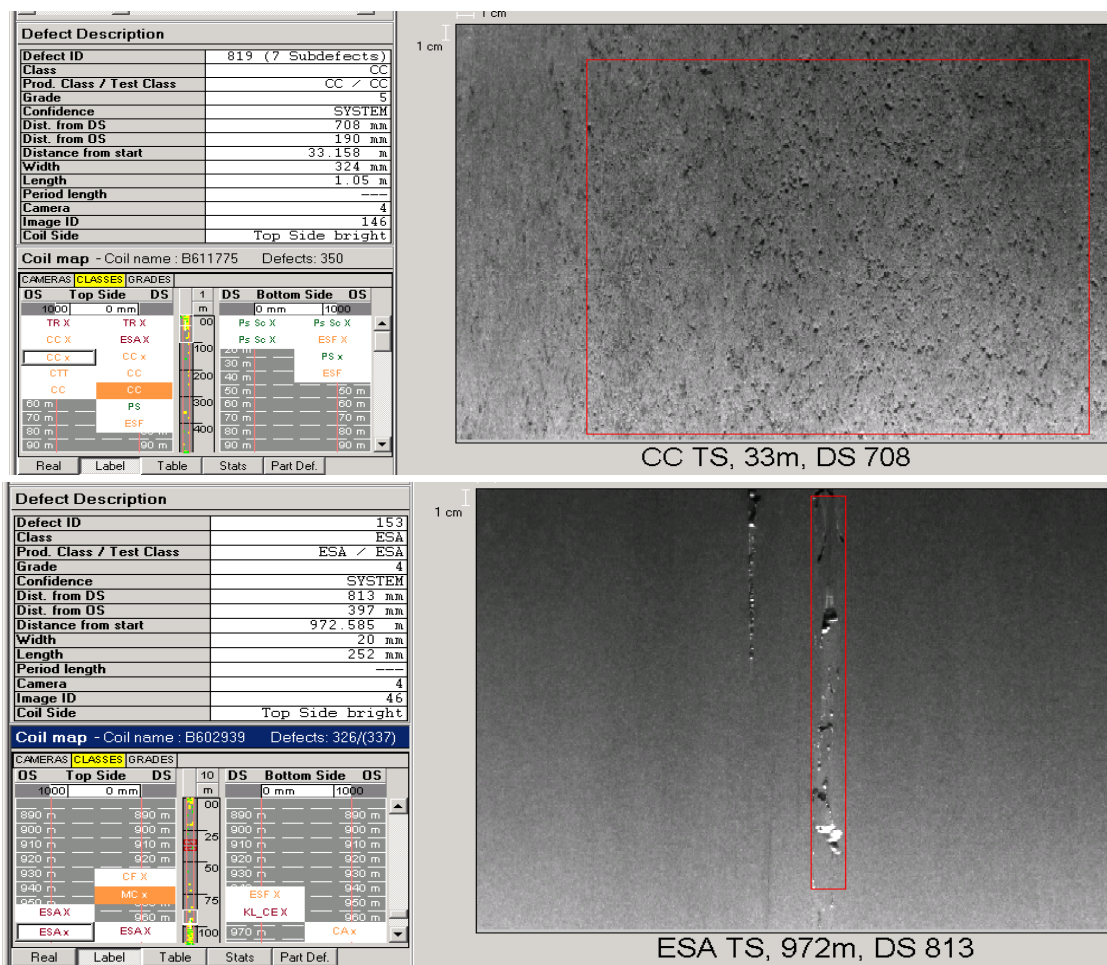 1 cm
1 cm
Defect Description
Defect ID 819 (7 Subdefects)
Class CC
Prod. Class / Test Class CC / CC
Grade 5
Confidence SYSTEM
Dist. from DS 708 mm
Dist. from OS 190 mm
Distance from start 33.158 m
Width 324 mm
Length 1.05 m
Period length ---
Camera 4
Image ID 146
Coil Side Top Side bright
Coil map - Coil name : B611775 Defects: 350
CAMERAS CLASSES GRADES
OS Top Side DS 1 DS Bottom Side OS
1000 0 mm m 0 mm 1000
TR X TR X 00 Ps Sc X Ps Sc X
CC X ESA X Ps Sc X ESF X
CC x CC x 100 20 m PS x
CTT CC 30 m ESF
CC CC 200 40 m
50 m 50 m
60 m PS 300 60 m 60 m
70 m ESF 70 m 70 m
80 m 80 m 400 80 m 80 m
90 m 90 m 90 m 90 m
Real Label Table Stats Part Def.
CC TS, 33m, DS 708
1 cm
Defect Description
Defect ID 153
Class ESA
Prod. Class / Test Class ESA / ESA
Grade 4
Confidence SYSTEM
Dist. from DS 813 mm
Dist. from OS 397 mm
Distance from start 972.585 m
Width 20 mm
Length 252 mm
Period length ---
Camera 4
Image ID 46
Coil Side Top Side bright
Coil map - Coil name : B602939 Defects: 326/(337)
CAMERAS CLASSES GRADES
OS Top Side DS 10 DS Bottom Side OS
1000 0 mm m 0 mm 1000
00
890 m 890 m 890 m 890 m
900 m 900 m 25 900 m 900 m
910 m 910 m 910 m 910 m
920 m 920 m 920 m 920 m
930 m CF X 50 930 m 930 m
940 m MC x 940 m
950 m 75 ESF X 950 m
ESA X 960 m KL_CE X 960 m
ESA x ESA X 100 970 m CA x
Real Label Table Stats Part Def.
ESA TS, 972m, DS 813